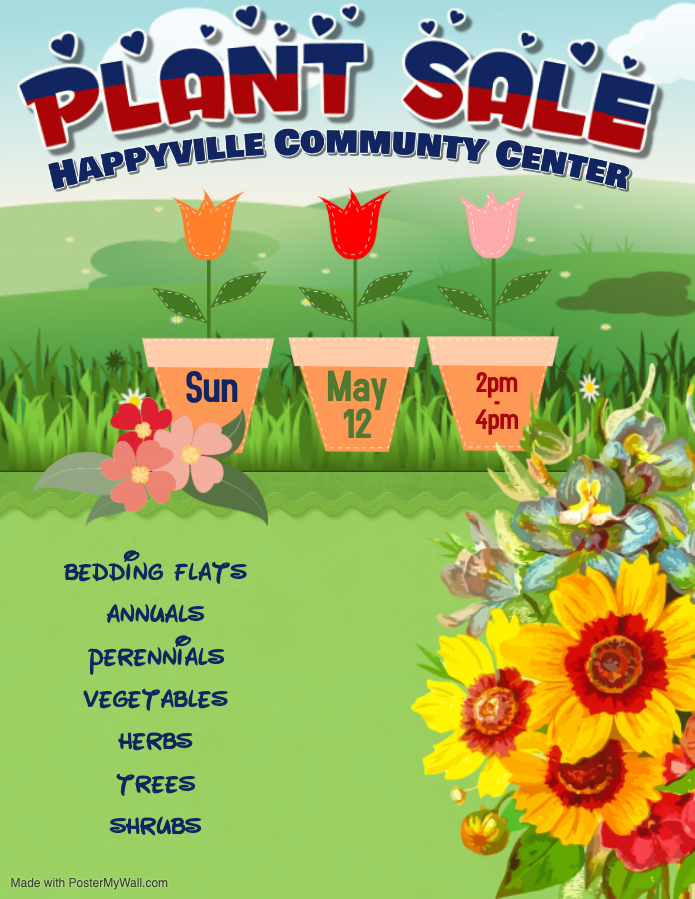 PLANT SALE
HAPPYVILLE COMMUNTY CENTER
Sun
May
12
2pm
-
4pm
BEDDING FLATS
ANNUALS
PERENNIALS
VEGETABLES
HERBS
TREES
SHRUBS
Made with PosterMyWall.com